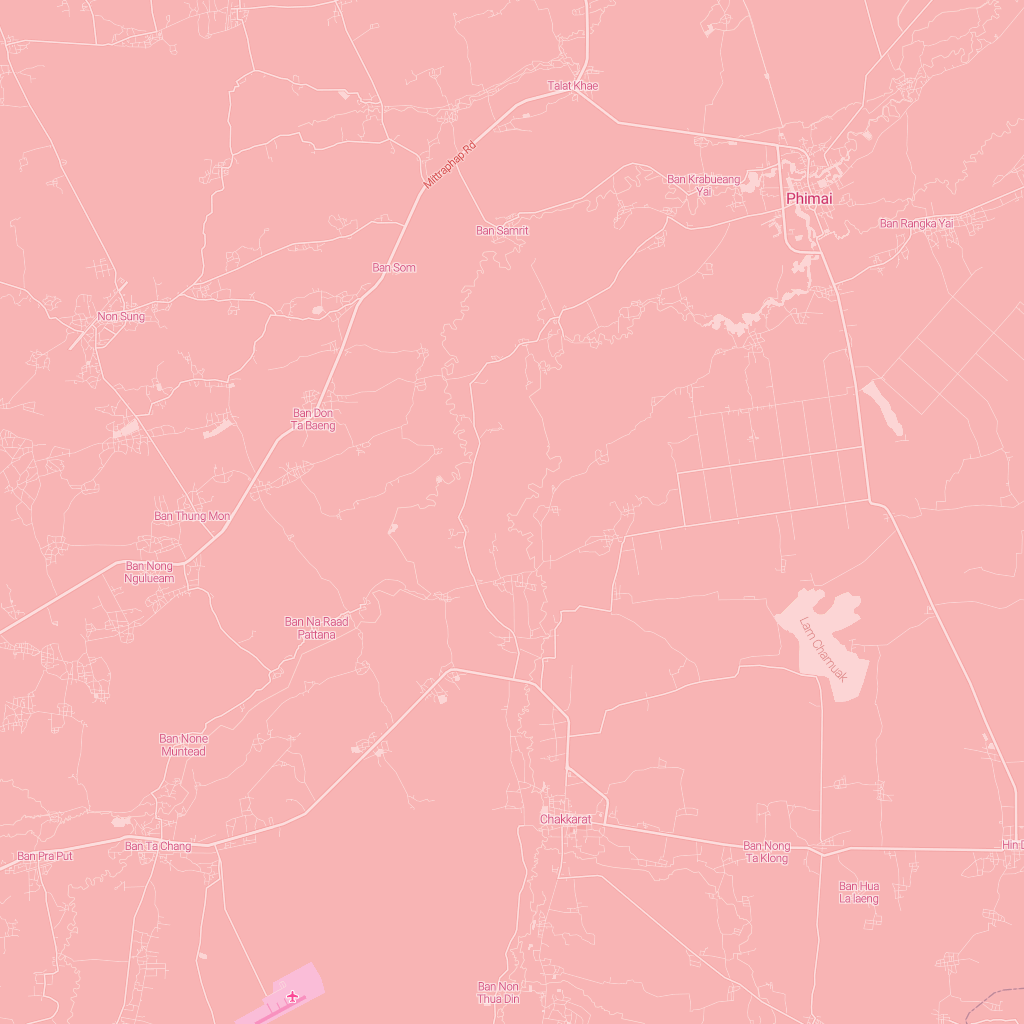 Talat Khae
Mittraphap Rd
Ban Krabueang
Yai
Phimai
Ban Rangka Yai
Ban Samrit
Ban Som
Non Sung
Ban Don
Ta Baeng
Ban Thung Mon
Ban Nong
Ngulueam
Ban Na Raad
Pattana
Lam Chamuak
Ban None
Muntead
Chakkarat
Ban Pra Put
Ban Ta Chang
Ban Nong
Ta Klong
Hin D
Ban Hua
La laeng
Ban Non
Thua Din